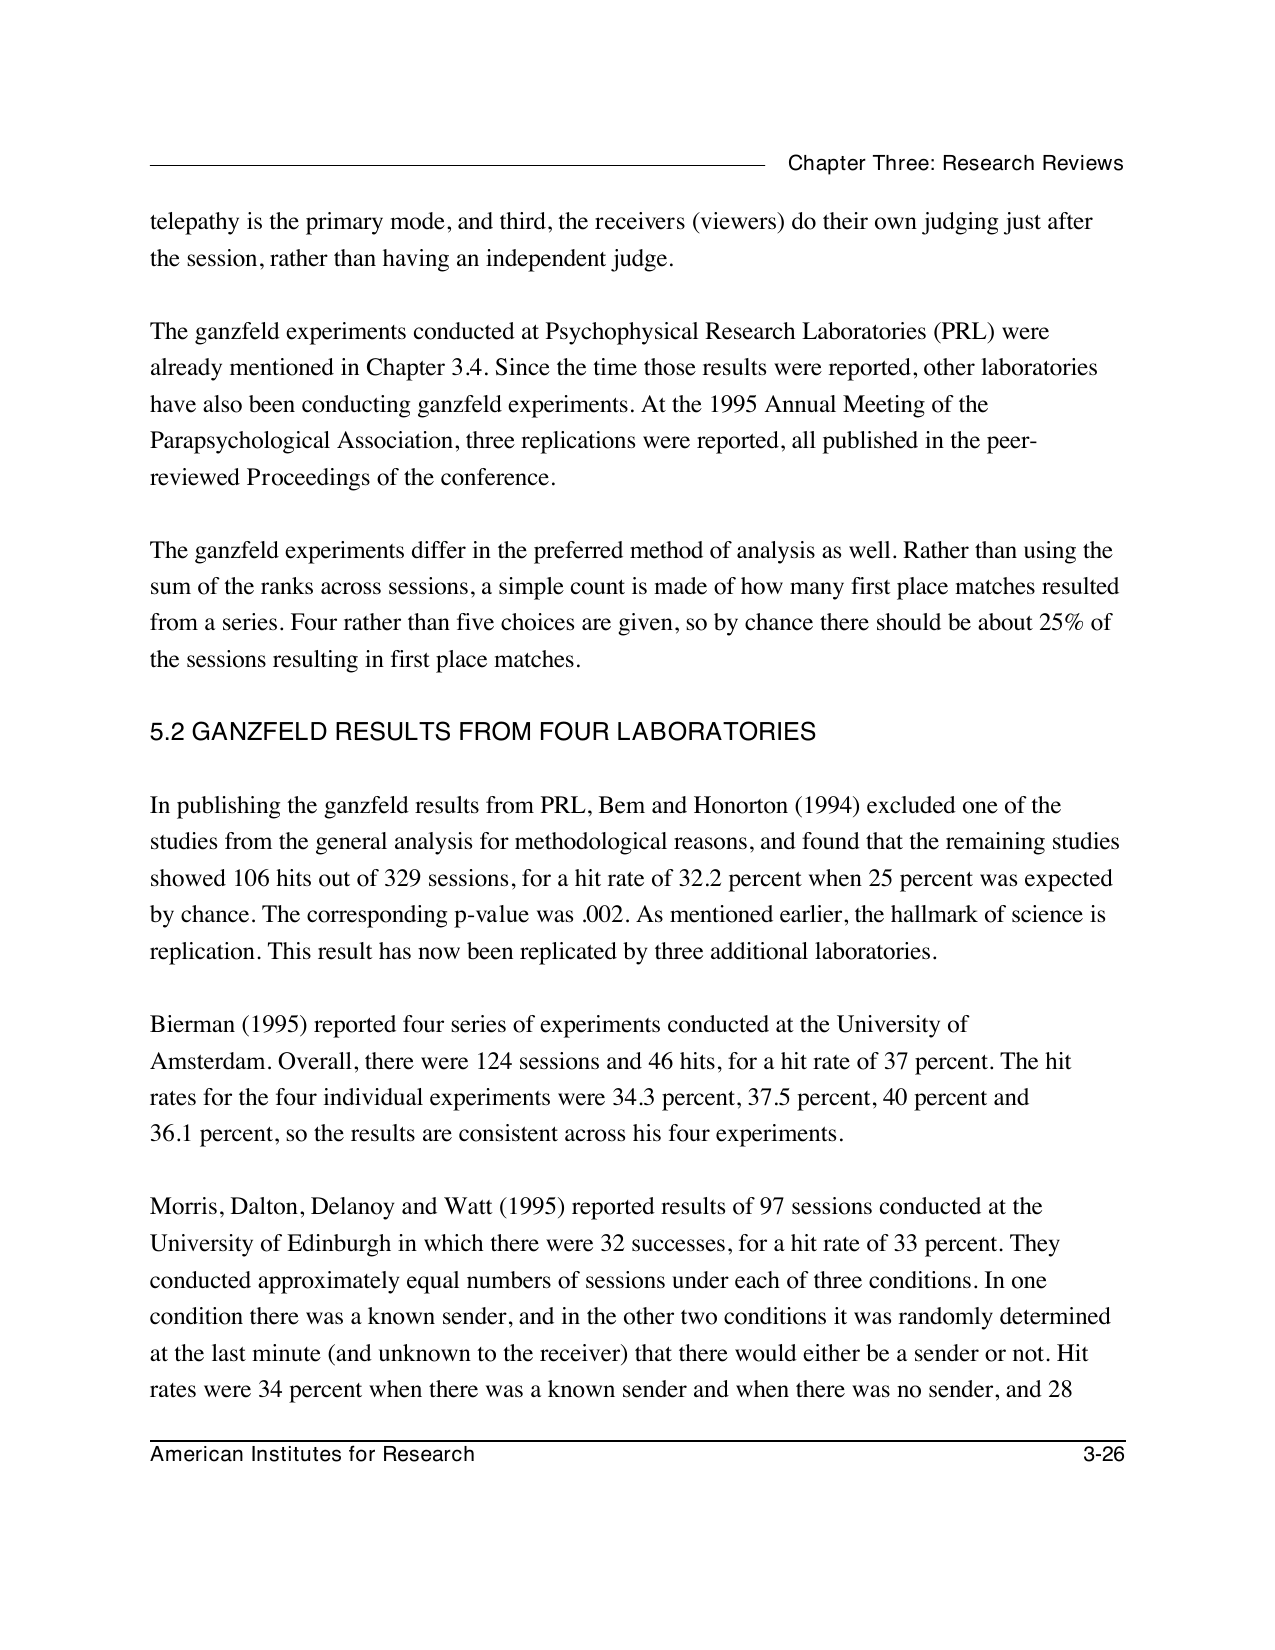 Chapter Three: Research Reviews
telepathy is the primary mode, and third, the receivers (viewers) do their own judging just after
the session, rather than having an independent judge.
The ganzfeld experiments conducted at Psychophysical Research Laboratories (PRL) were
already mentioned in Chapter 3.4. Since the time those results were reported, other laboratories
have also been conducting ganzfeld experiments. At the 1995 Annual Meeting of the
Parapsychological Association, three replications were reported, all published in the peer-
reviewed Proceedings of the conference.
The ganzfeld experiments differ in the preferred method of analysis as well. Rather than using the
sum of the ranks across sessions, a simple count is made of how many first place matches resulted
from a series. Four rather than five choices are given, so by chance there should be about 25% of
the sessions resulting in first place matches.
5.2 GANZFELD RESULTS FROM FOUR LABORATORIES
In publishing the ganzfeld results from PRL, Bem and Honorton (1994) excluded one of the
studies from the general analysis for methodological reasons, and found that the remaining studies
showed 106 hits out of 329 sessions, for a hit rate of 32.2 percent when 25 percent was expected
by chance. The corresponding p-value was .002. As mentioned earlier, the hallmark of science is
replication. This result has now been replicated by three additional laboratories.
Bierman (1995) reported four series of experiments conducted at the University of
Amsterdam. Overall, there were 124 sessions and 46 hits, for a hit rate of 37 percent. The hit
rates for the four individual experiments were 34.3 percent, 37.5 percent, 40 percent and
36.1 percent, so the results are consistent across his four experiments.
Morris, Dalton, Delanoy and Watt (1995) reported results of 97 sessions conducted at the
University of Edinburgh in which there were 32 successes, for a hit rate of 33 percent. They
conducted approximately equal numbers of sessions under each of three conditions. In one
condition there was a known sender, and in the other two conditions it was randomly determined
at the last minute (and unknown to the receiver) that there would either be a sender or not. Hit
rates were 34 percent when there was a known sender and when there was no sender, and 28
American Institutes for Research 3-26